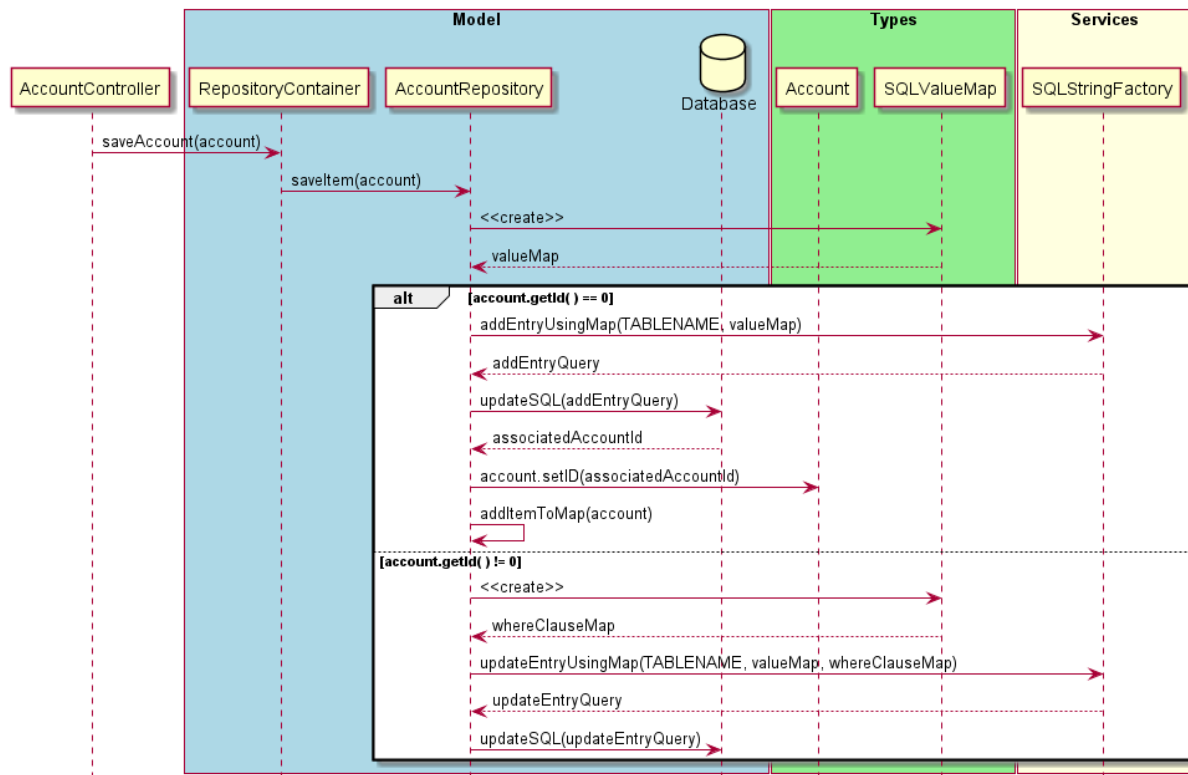 Model
Types
Services
AccountController
RepositoryContainer
AccountRepository
Database
Account
SQLValueMap
SQLStringFactory
saveAccount(account)
saveItem(account)
<<create>>
valueMap
alt [account.getId( ) == 0]
addEntryUsingMap(TABLENAME, valueMap)
addEntryQuery
updateSQL(addEntryQuery)
associatedAccountId
account.setID(associatedAccountId)
addItemToMap(account)
[account.getId( ) != 0]
<<create>>
whereClauseMap
updateEntryUsingMap(TABLENAME, valueMap, whereClauseMap)
updateEntryQuery
updateSQL(updateEntryQuery)